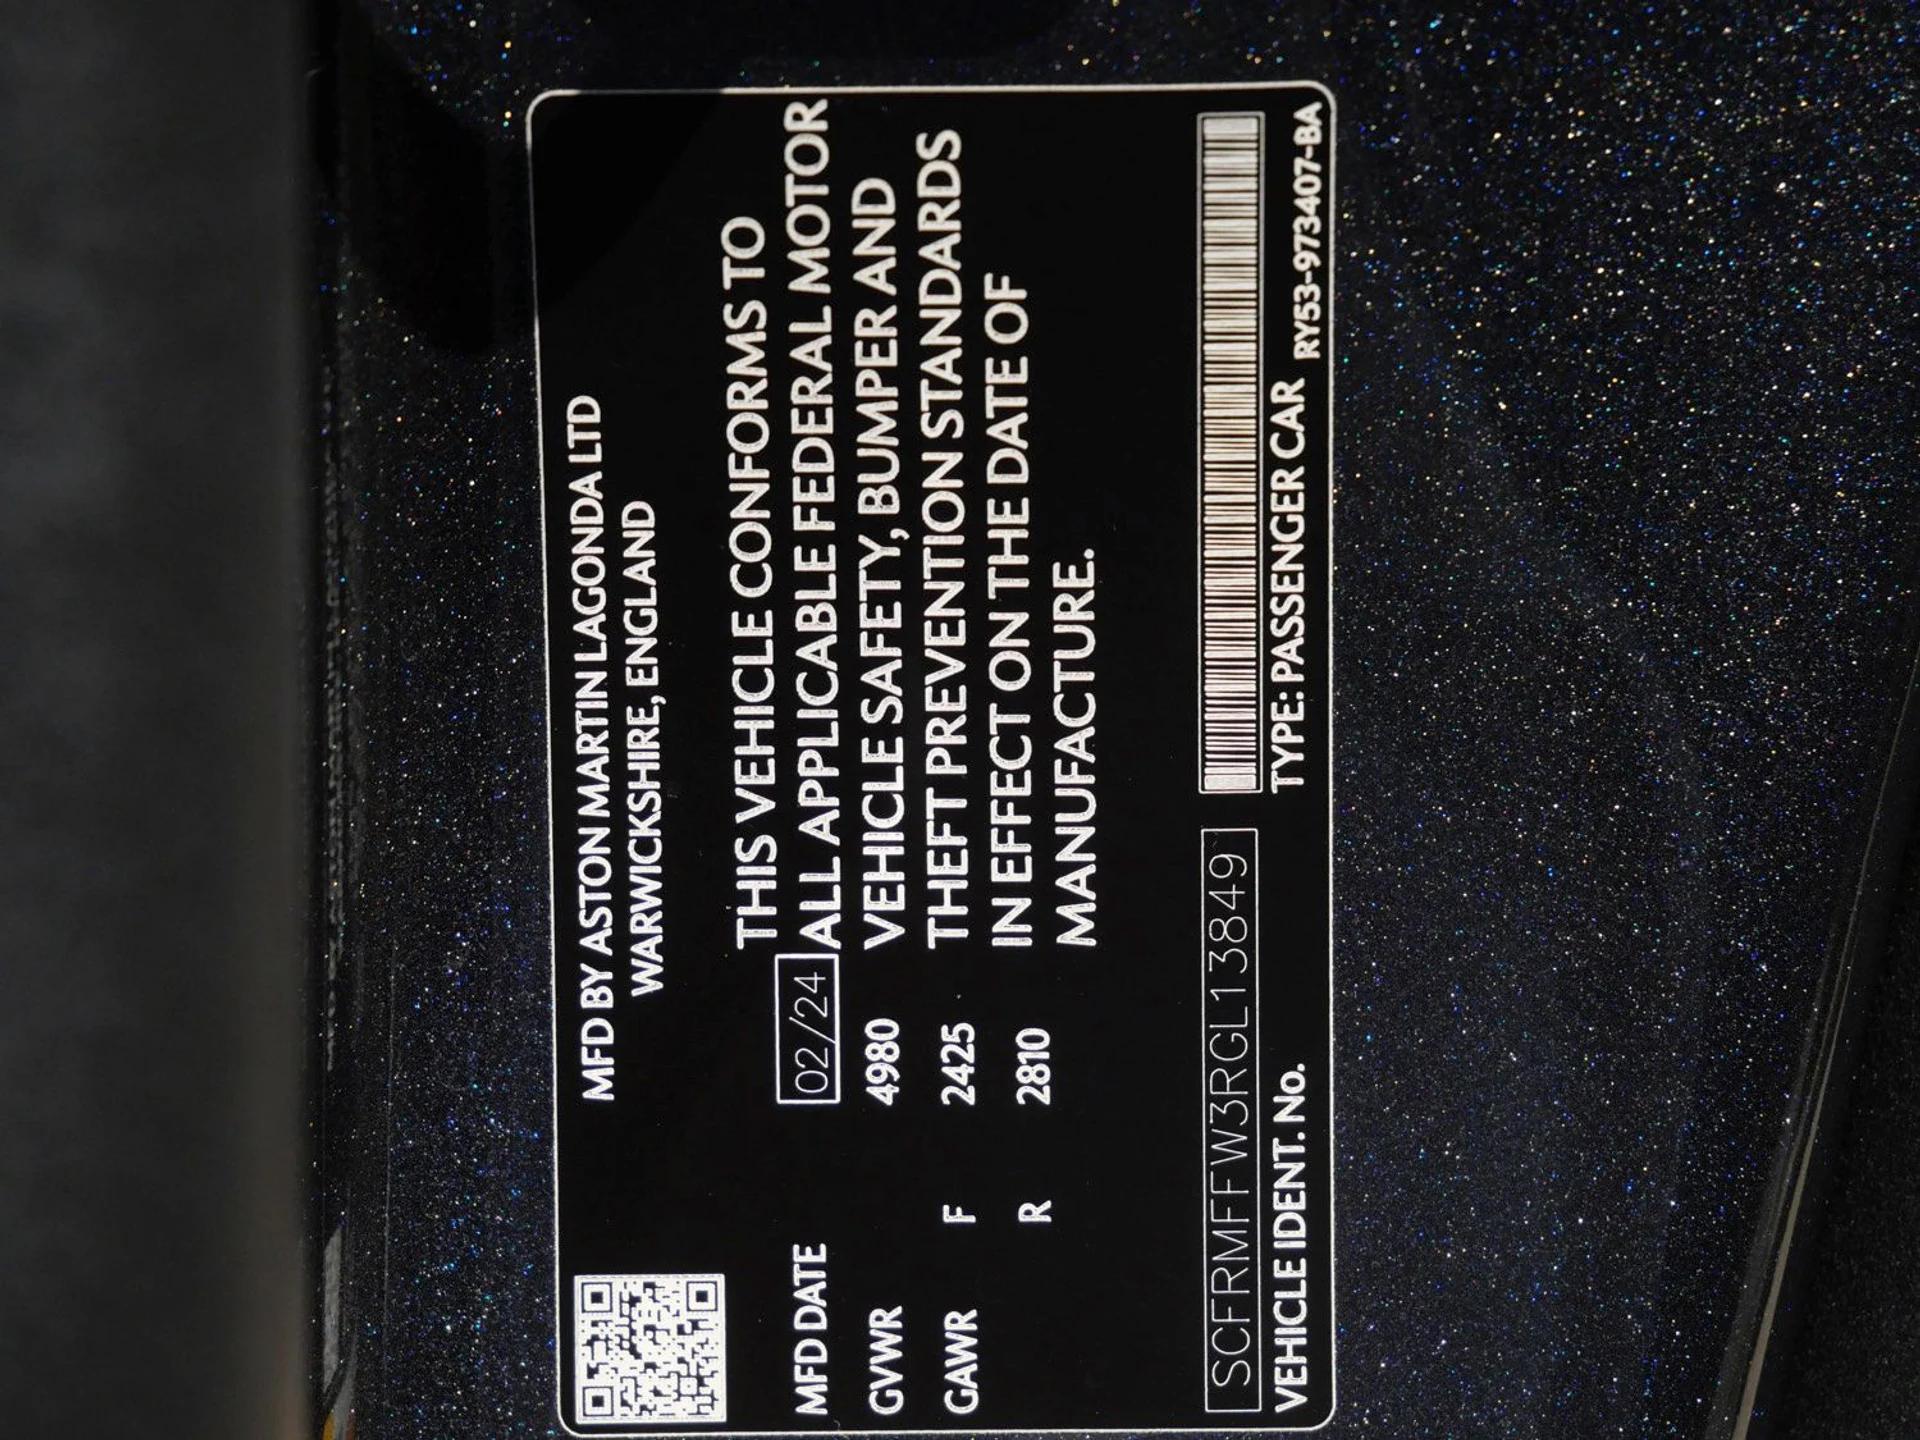 MFD BY ASTON MARTIN LAGONDA LTD
WARWICKSHIRE, ENGLAND
THIS VEHICLE CONFORMS TO
MFD DATE 02/24 ALL APPLICABLE FEDERAL MOTOR
GVWR 4980 VEHICLE SAFETY, BUMPER AND
GAWR F 2425 THEFT PREVENTION STANDARDS
R 2810 IN EFFECT ON THE DATE OF
MANUFACTURE.
SCFRMFFW3RGL13849
VEHICLE IDENT. No. TYPE: PASSENGER CAR RY53-973407-BA